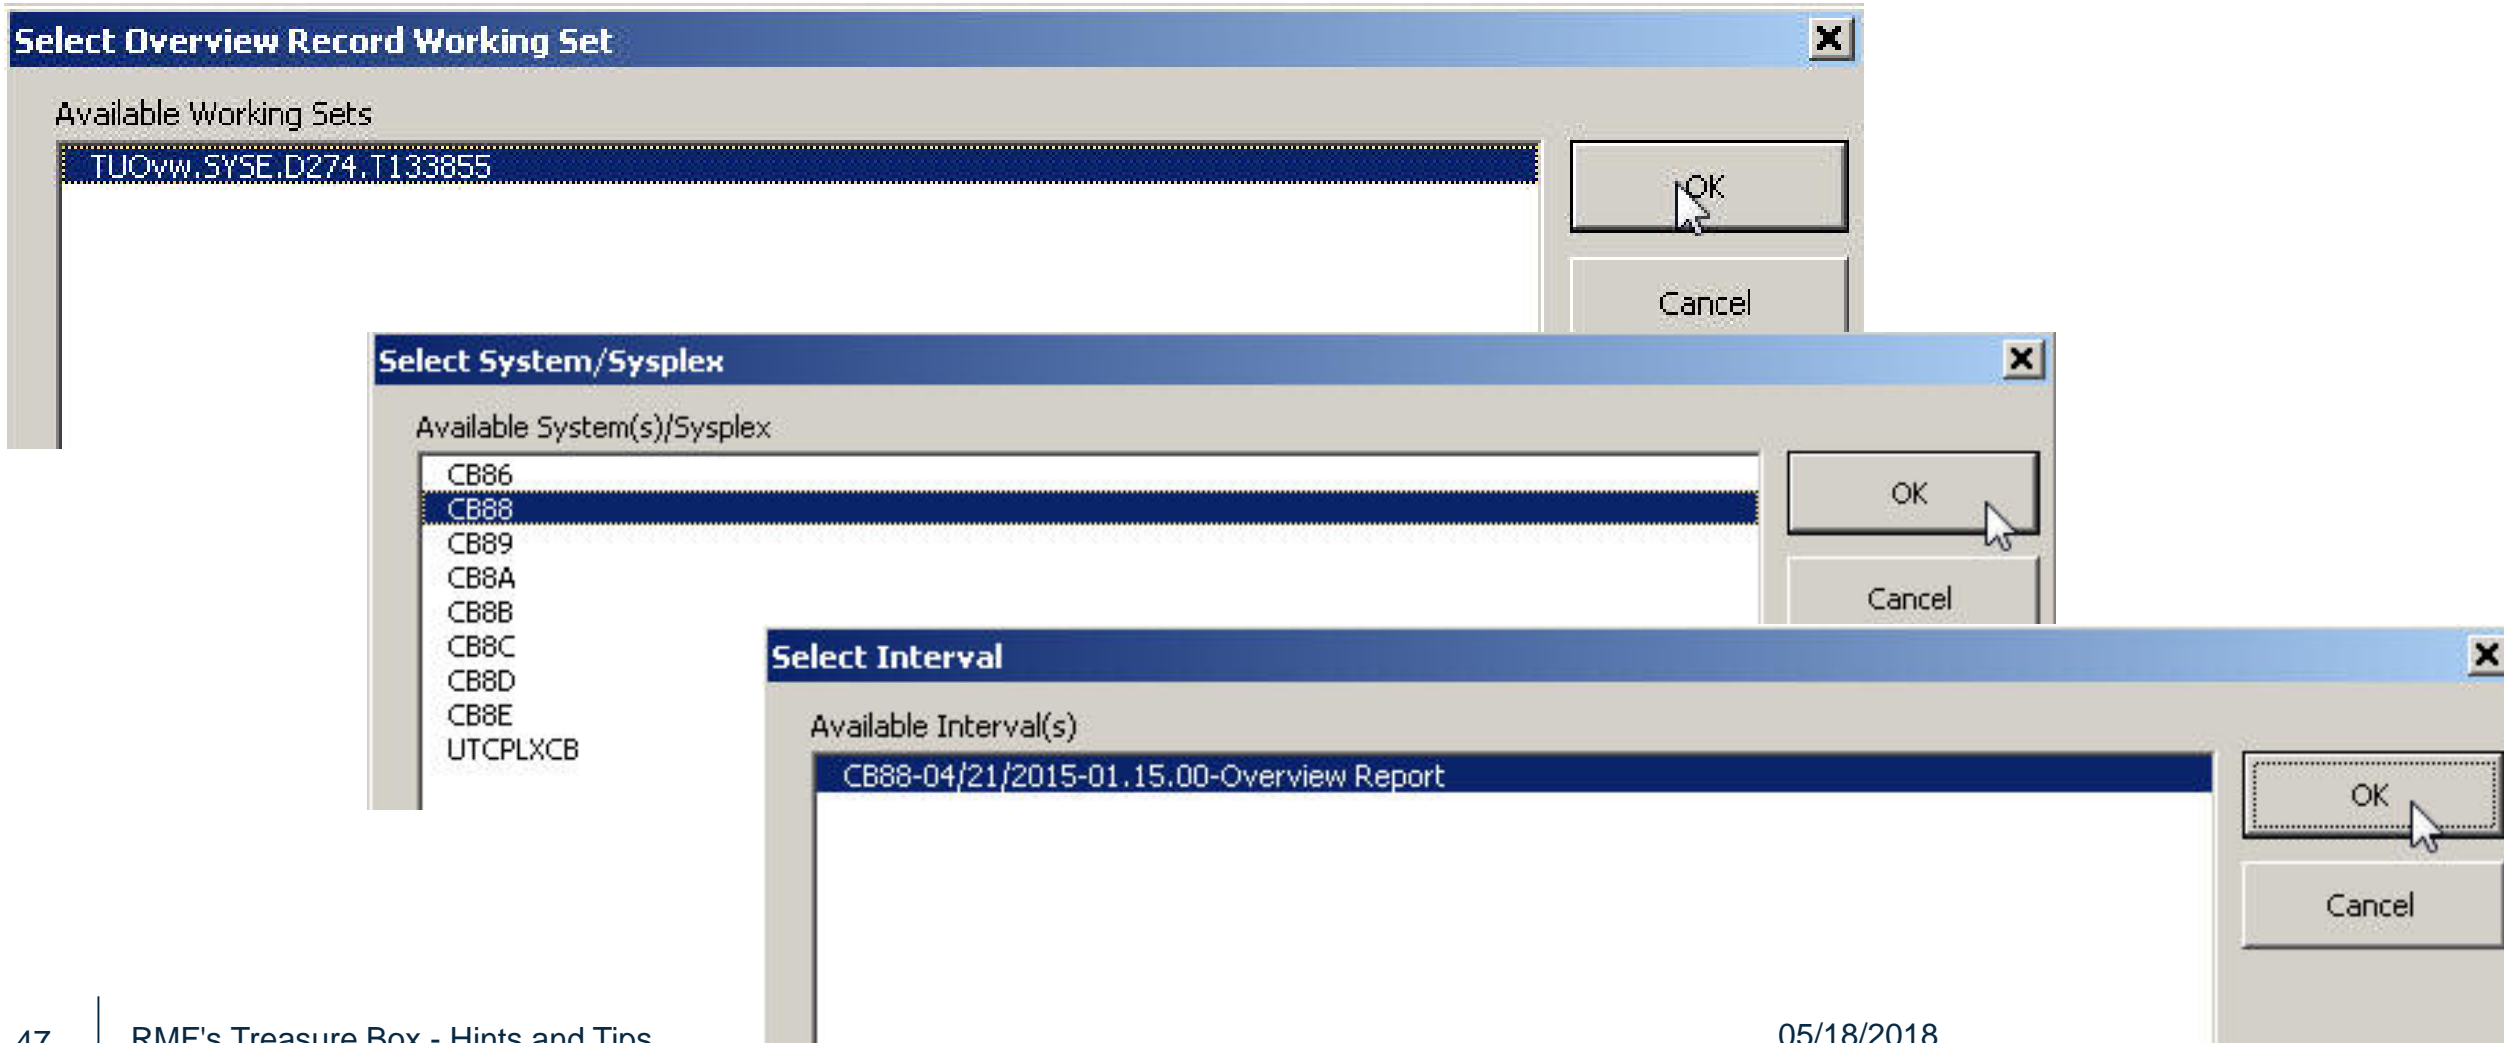 Select Overview Record Working Set
Available Working Sets
TUOvw.SYSE.D274.T133855
OK
Cancel
Select System/Sysplex
Available System(s)/Sysplex
CB86
CB88
CB89
CB8A
CB8B
CB8C
CB8D
CB8E
UTCPLXCB
OK
Cancel
Select Interval
Available Interval(s)
CB88-04/21/2015-01.15.00-Overview Report
OK
Cancel
47
RMF's Treasure Box - Hints and Tips
05/18/2018